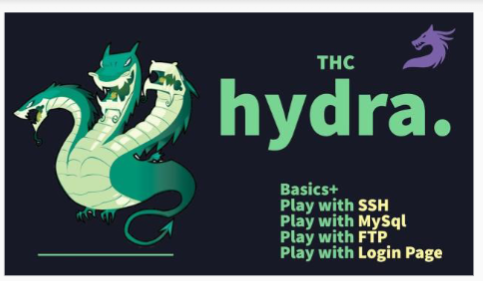 THC
hydra.
Basics+
Play with SSH
Play with MySql
Play with FTP
Play with Login Page